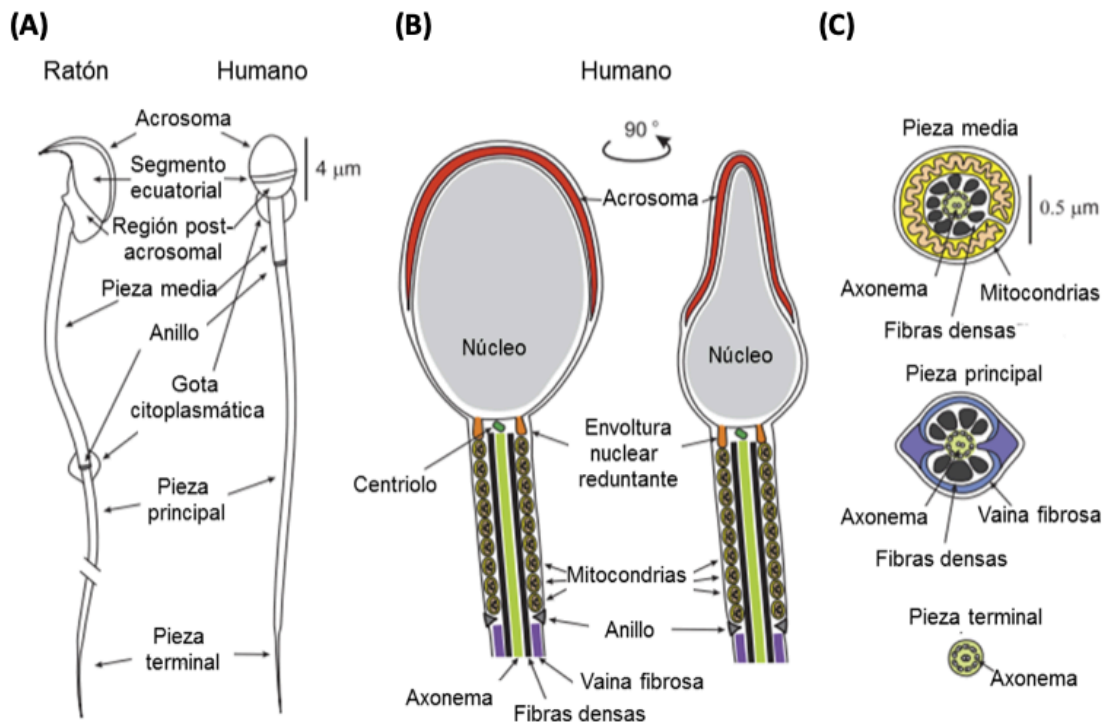 (A)
Ratón
Humano
Acrosoma
Segmento
ecuatorial
Región post-
acrosomal
Pieza media
Anillo
Gota
citoplasmática
Pieza
principal
Pieza
terminal
4 μm
(B)
Humano
90 °
Acrosoma
Núcleo
Núcleo
Envoltura
nuclear
reduntante
Centriolo
Mitocondrias
Anillo
Vaina fibrosa
Axonema
Fibras densas
(C)
Pieza media
0.5 μm
Axonema
Mitocondrias
Fibras densas
Pieza principal
Axonema
Vaina fibrosa
Fibras densas
Pieza terminal
Axonema